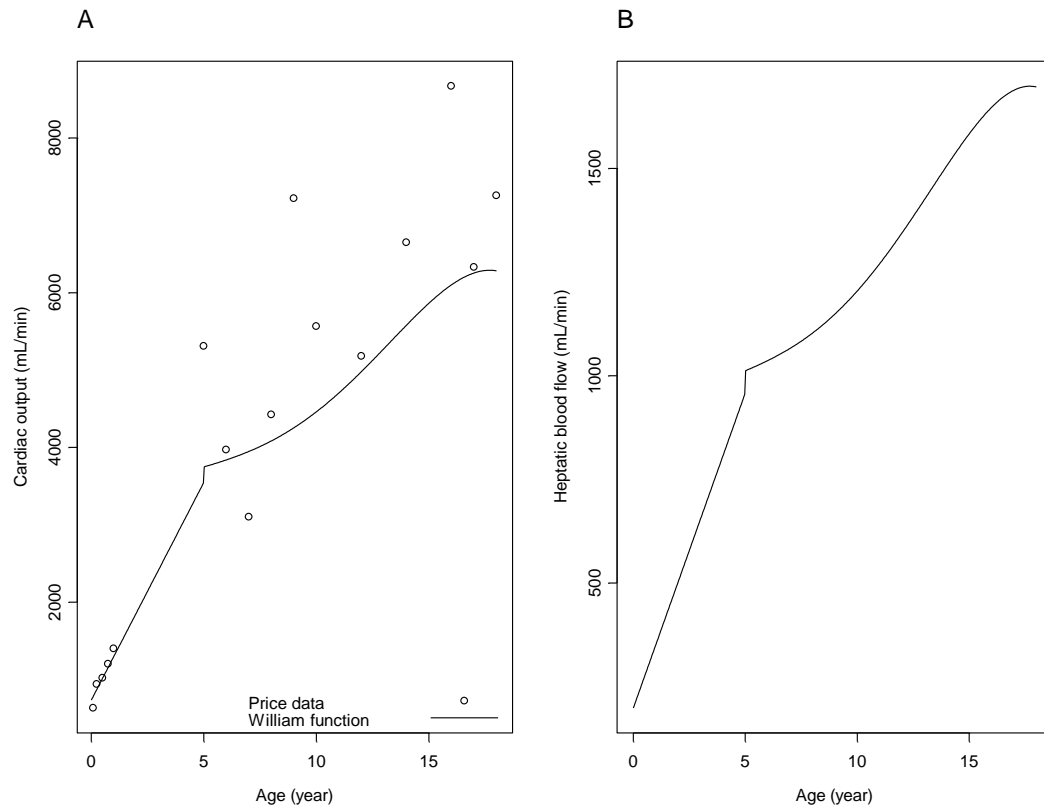 A
Cardiac output (mL/min)
8000
6000
4000
2000
Price data
William function
0 5 10 15
Age (year)
B
Heptatic blood flow (mL/min)
1500
1000
500
0 5 10 15
Age (year)